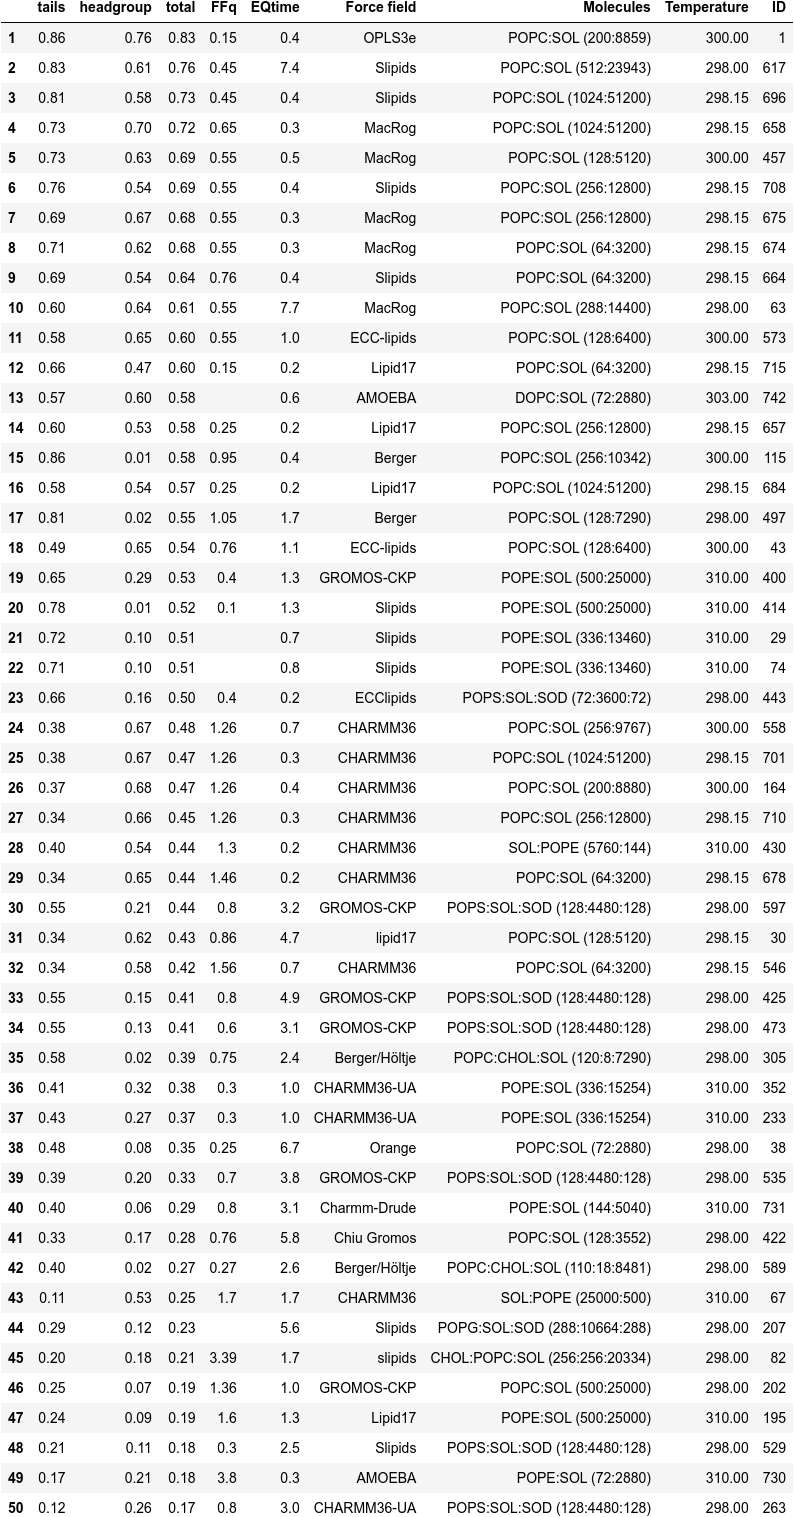 tails headgroup total FFq EQtime Force field Molecules Temperature ID
1 0.86 0.76 0.83 0.15 0.4 OPLS3e POPC:SOL (200:8859) 300.00 1
2 0.83 0.61 0.76 0.45 7.4 Slipids POPC:SOL (512:23943) 298.00 617
3 0.81 0.58 0.73 0.45 0.4 Slipids POPC:SOL (1024:51200) 298.15 696
4 0.73 0.70 0.72 0.65 0.3 MacRog POPC:SOL (1024:51200) 298.15 658
5 0.73 0.63 0.69 0.55 0.5 MacRog POPC:SOL (128:5120) 300.00 457
6 0.76 0.54 0.69 0.55 0.4 Slipids POPC:SOL (256:12800) 298.15 708
7 0.69 0.67 0.68 0.55 0.3 MacRog POPC:SOL (256:12800) 298.15 675
8 0.71 0.62 0.68 0.55 0.3 MacRog POPC:SOL (64:3200) 298.15 674
9 0.69 0.54 0.64 0.76 0.4 Slipids POPC:SOL (64:3200) 298.15 664
10 0.60 0.64 0.61 0.55 7.7 MacRog POPC:SOL (288:14400) 298.00 63
11 0.58 0.65 0.60 0.55 1.0 ECC-lipids POPC:SOL (128:6400) 300.00 573
12 0.66 0.47 0.60 0.15 0.2 Lipid17 POPC:SOL (64:3200) 298.15 715
13 0.57 0.60 0.58 0.6 AMOEBA DOPC:SOL (72:2880) 303.00 742
14 0.60 0.53 0.58 0.25 0.2 Lipid17 POPC:SOL (256:12800) 298.15 657
15 0.86 0.01 0.58 0.95 0.4 Berger POPC:SOL (256:10342) 300.00 115
16 0.58 0.54 0.57 0.25 0.2 Lipid17 POPC:SOL (1024:51200) 298.15 684
17 0.81 0.02 0.55 1.05 1.7 Berger POPC:SOL (128:7290) 298.00 497
18 0.49 0.65 0.54 0.76 1.1 ECC-lipids POPC:SOL (128:6400) 300.00 43
19 0.65 0.29 0.53 0.4 1.3 GROMOS-CKP POPE:SOL (500:25000) 310.00 400
20 0.78 0.01 0.52 0.1 1.3 Slipids POPE:SOL (500:25000) 310.00 414
21 0.72 0.10 0.51 0.7 Slipids POPE:SOL (336:13460) 310.00 29
22 0.71 0.10 0.51 0.8 Slipids POPE:SOL (336:13460) 310.00 74
23 0.66 0.16 0.50 0.4 0.2 ECClipids POPS:SOL:SOD (72:3600:72) 298.00 443
24 0.38 0.67 0.48 1.26 0.7 CHARMM36 POPC:SOL (256:9767) 300.00 558
25 0.38 0.67 0.47 1.26 0.3 CHARMM36 POPC:SOL (1024:51200) 298.15 701
26 0.37 0.68 0.47 1.26 0.4 CHARMM36 POPC:SOL (200:8880) 300.00 164
27 0.34 0.66 0.45 1.26 0.3 CHARMM36 POPC:SOL (256:12800) 298.15 710
28 0.40 0.54 0.44 1.3 0.2 CHARMM36 SOL:POPE (5760:144) 310.00 430
29 0.34 0.65 0.44 1.46 0.2 CHARMM36 POPC:SOL (64:3200) 298.15 678
30 0.55 0.21 0.44 0.8 3.2 GROMOS-CKP POPS:SOL:SOD (128:4480:128) 298.00 597
31 0.34 0.62 0.43 0.86 4.7 lipid17 POPC:SOL (128:5120) 298.15 30
32 0.34 0.58 0.42 1.56 0.7 CHARMM36 POPC:SOL (64:3200) 298.15 546
33 0.55 0.15 0.41 0.8 4.9 GROMOS-CKP POPS:SOL:SOD (128:4480:128) 298.00 425
34 0.55 0.13 0.41 0.6 3.1 GROMOS-CKP POPS:SOL:SOD (128:4480:128) 298.00 473
35 0.58 0.02 0.39 0.75 2.4 Berger/Höltje POPC:CHOL:SOL (120:8:7290) 298.00 305
36 0.41 0.32 0.38 0.3 1.0 CHARMM36-UA POPE:SOL (336:15254) 310.00 352
37 0.43 0.27 0.37 0.3 1.0 CHARMM36-UA POPE:SOL (336:15254) 310.00 233
38 0.48 0.08 0.35 0.25 6.7 Orange POPC:SOL (72:2880) 298.00 38
39 0.39 0.20 0.33 0.7 3.8 GROMOS-CKP POPS:SOL:SOD (128:4480:128) 298.00 535
40 0.40 0.06 0.29 0.8 3.1 Charmm-Drude POPE:SOL (144:5040) 310.00 731
41 0.33 0.17 0.28 0.76 5.8 Chiu Gromos POPC:SOL (128:3552) 298.00 422
42 0.40 0.02 0.27 0.27 2.6 Berger/Höltje POPC:CHOL:SOL (110:18:8481) 298.00 589
43 0.11 0.53 0.25 1.7 1.7 CHARMM36 SOL:POPE (25000:500) 310.00 67
44 0.29 0.12 0.23 5.6 Slipids POPG:SOL:SOD (288:10664:288) 298.00 207
45 0.20 0.18 0.21 3.39 1.7 slipids CHOL:POPC:SOL (256:256:20334) 298.00 82
46 0.25 0.07 0.19 1.36 1.0 GROMOS-CKP POPC:SOL (500:25000) 298.00 202
47 0.24 0.09 0.19 1.6 1.3 Lipid17 POPE:SOL (500:25000) 310.00 195
48 0.21 0.11 0.18 0.3 2.5 Slipids POPS:SOL:SOD (128:4480:128) 298.00 529
49 0.17 0.21 0.18 3.8 0.3 AMOEBA POPE:SOL (72:2880) 310.00 730
50 0.12 0.26 0.17 0.8 3.0 CHARMM36-UA POPS:SOL:SOD (128:4480:128) 298.00 263